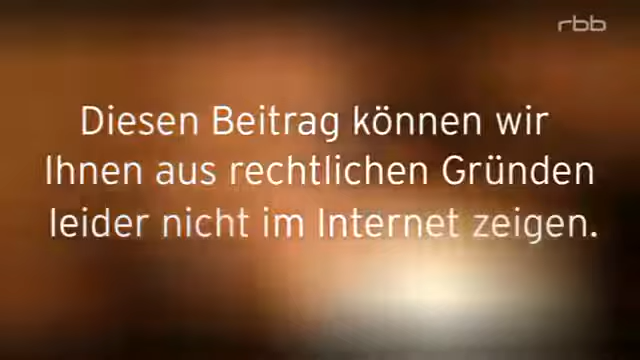 rbb
Diesen Beitrag können wir
Ihnen aus rechtlichen Gründen
leider nicht im Internet zeigen.